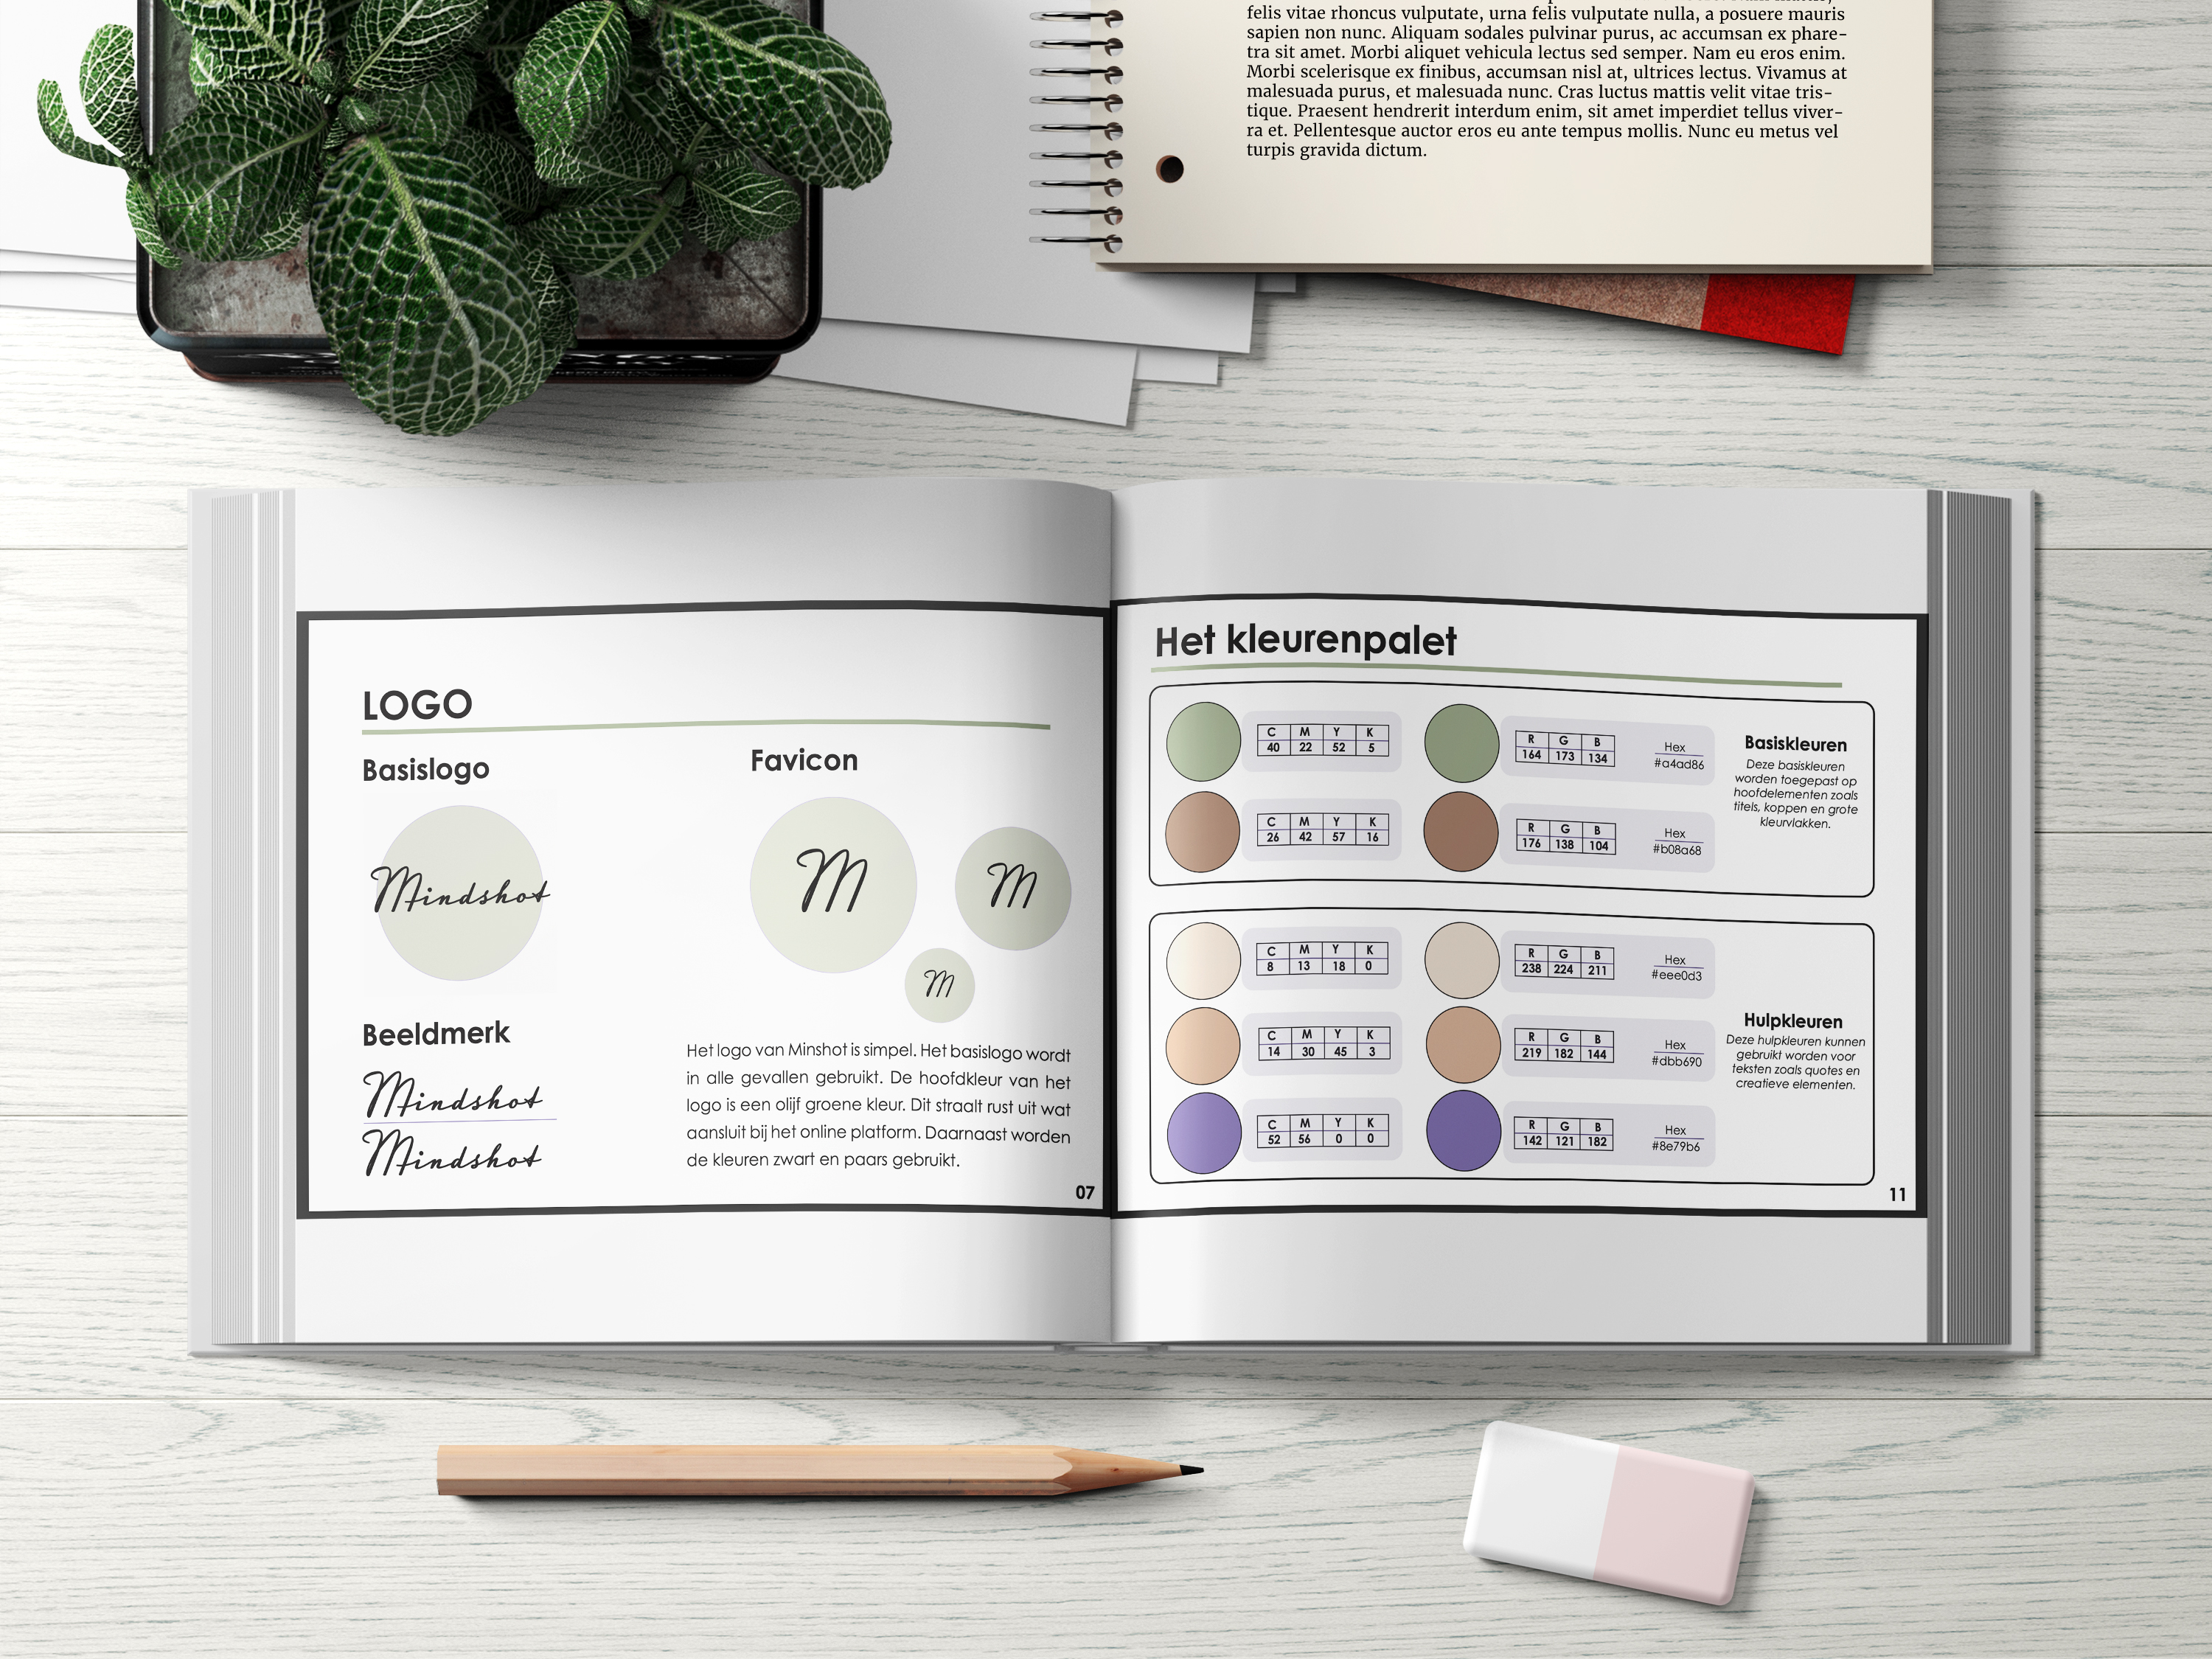 felis vitae rhoncus vulputate, urna felis vulputate nulla, a posuere mauris
sapien non nunc. Aliquam sodales pulvinar purus, ac accumsan ex phare-
tra sit amet. Morbi aliquet vehicula lectus sed semper. Nam eu eros enim.
Morbi scelerisque ex finibus, accumsan nisl at, ultrices lectus. Vivamus at
malesuada purus, et malesuada nunc. Cras luctus mattis velit vitae tris-
tique. Praesent hendrerit interdum enim, sit amet imperdiet tellus viver-
ra et. Pellentesque auctor eros eu ante tempus mollis. Nunc eu metus vel
turpis gravida dictum.
LOGO
Basislogo
Mindshot
Favicon
M
M
M
Beeldmerk
Mindshot
Mindshot
Het logo van Minshot is simpel. Het basislogo wordt
in alle gevallen gebruikt. De hoofdkleur van het
logo is een olijf groene kleur. Dit straalt rust uit wat
aansluit bij het online platform. Daarnaast worden
de kleuren zwart en paars gebruikt.
07
Het kleurenpalet
C M Y K
40 22 52 5
R G B
164 173 134
Hex
#a4ad86
C M Y K
26 42 57 16
R G B
176 138 104
Hex
#b08a68
Basiskleuren
Deze basiskleuren
worden toegepast op
hoofdelementen zoals
titels, koppen en grote
kleurvlakken.
C M Y K
8 13 18 0
R G B
238 224 211
Hex
#eee0d3
C M Y K
14 30 45 3
R G B
219 182 144
Hex
#dbb690
C M Y K
52 56 0 0
R G B
142 121 182
Hex
#8e79b6
Hulpkleuren
Deze hulpkleuren kunnen
gebruikt worden voor
teksten zoals quotes en
creatieve elementen.
11